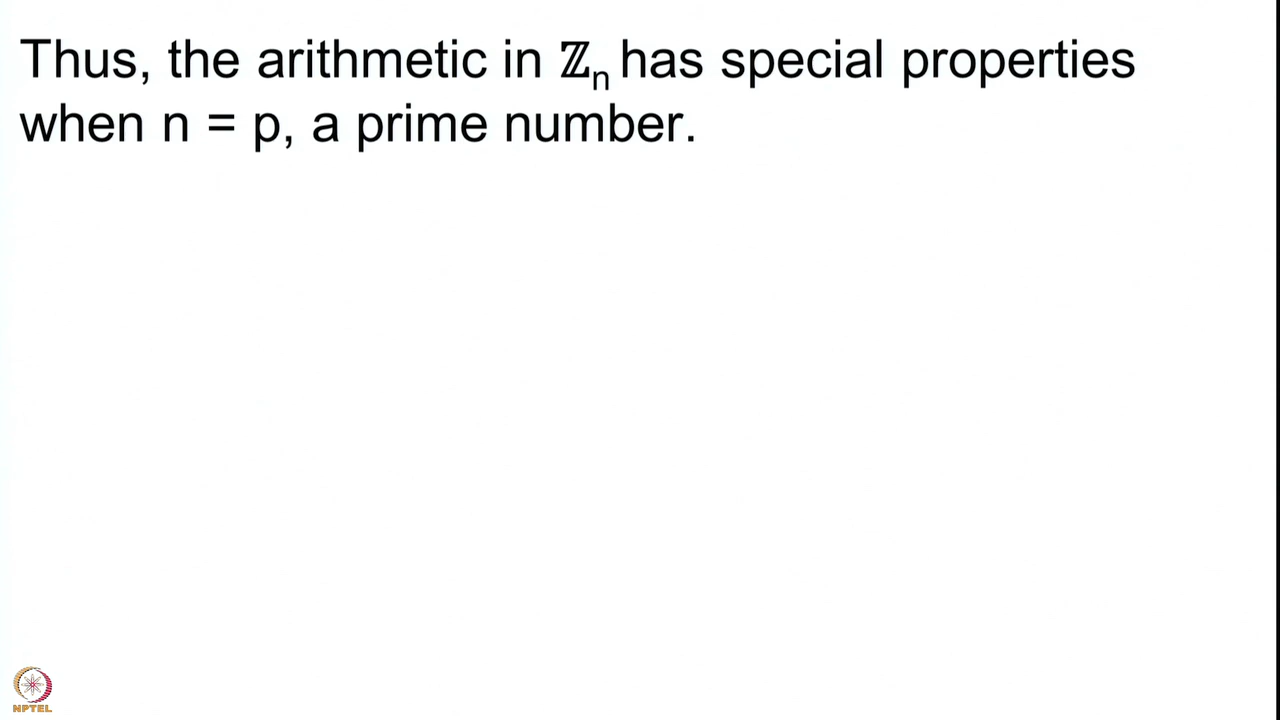 Thus, the arithmetic in ℤₙ has special properties
when n = p, a prime number.
NPTEL